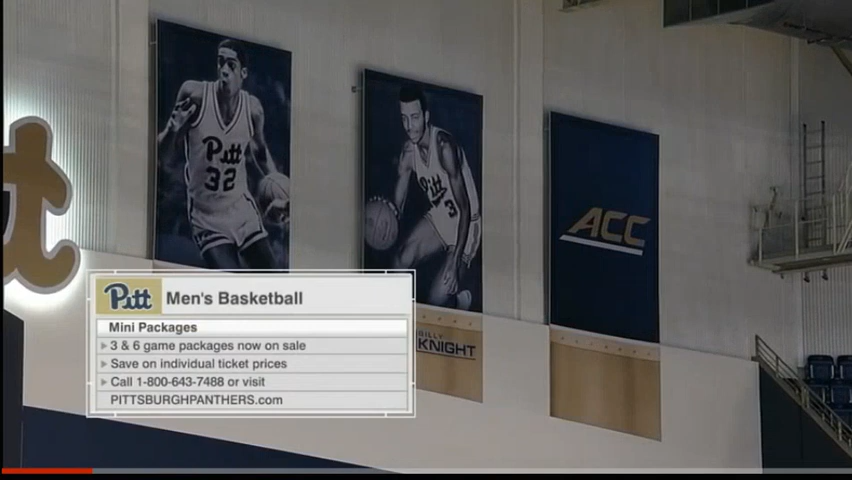 Pitt
32
Pitt
3
ACC
BILLY
KNIGHT
Pitt Men's Basketball
Mini Packages
3 & 6 game packages now on sale
Save on individual ticket prices
Call 1-800-643-7488 or visit
PITTSBURGHPANTHERS.com